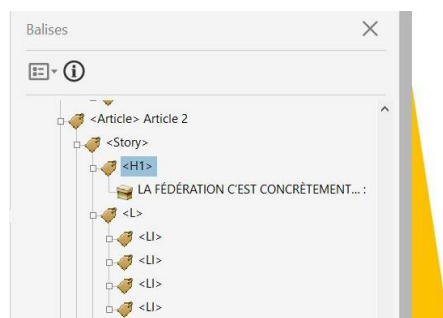 Balises
<Article> Article 2
<Story>
<H1>
LA FÉDÉRATION C'EST CONCRÈTEMENT... :
<L>
<LI>
<LI>
<LI>
<LI>